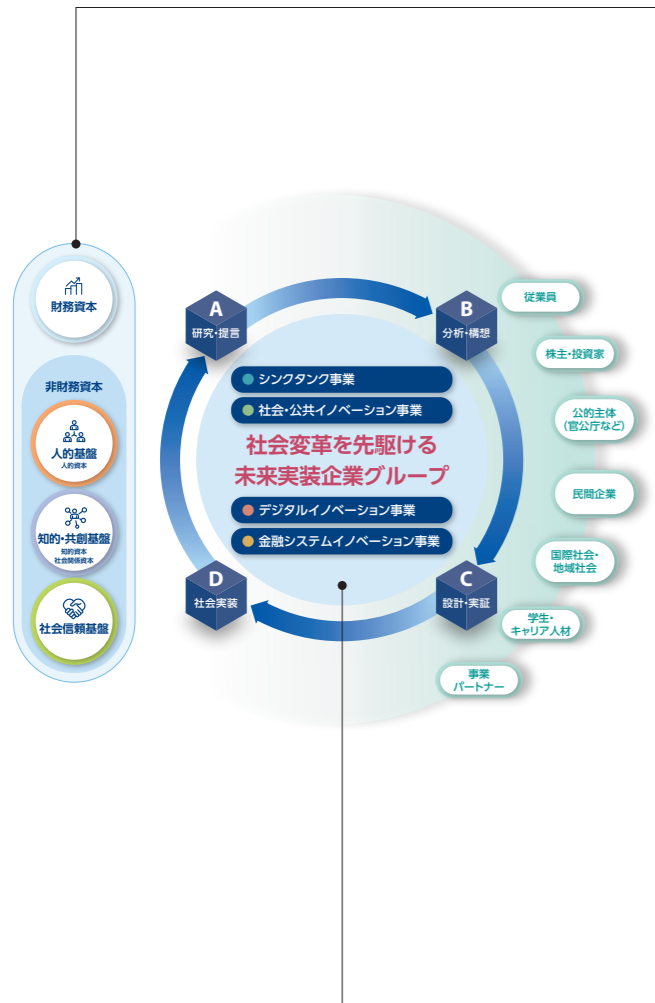 財務資本
非財務資本
人的基盤
人的資本
知的・共創基盤
知的資本
社会関係資本
社会信頼基盤
A
研究・提言
B
分析・構想
シンクタンク事業
社会・公共イノベーション事業
社会変革を先駆ける
未来実装企業グループ
デジタルイノベーション事業
金融システムイノベーション事業
D
社会実装
C
設計・実証
従業員
株主・投資家
公的主体
（官公庁など）
民間企業
国際社会・
地域社会
学生・
キャリア人材
事業
パートナー